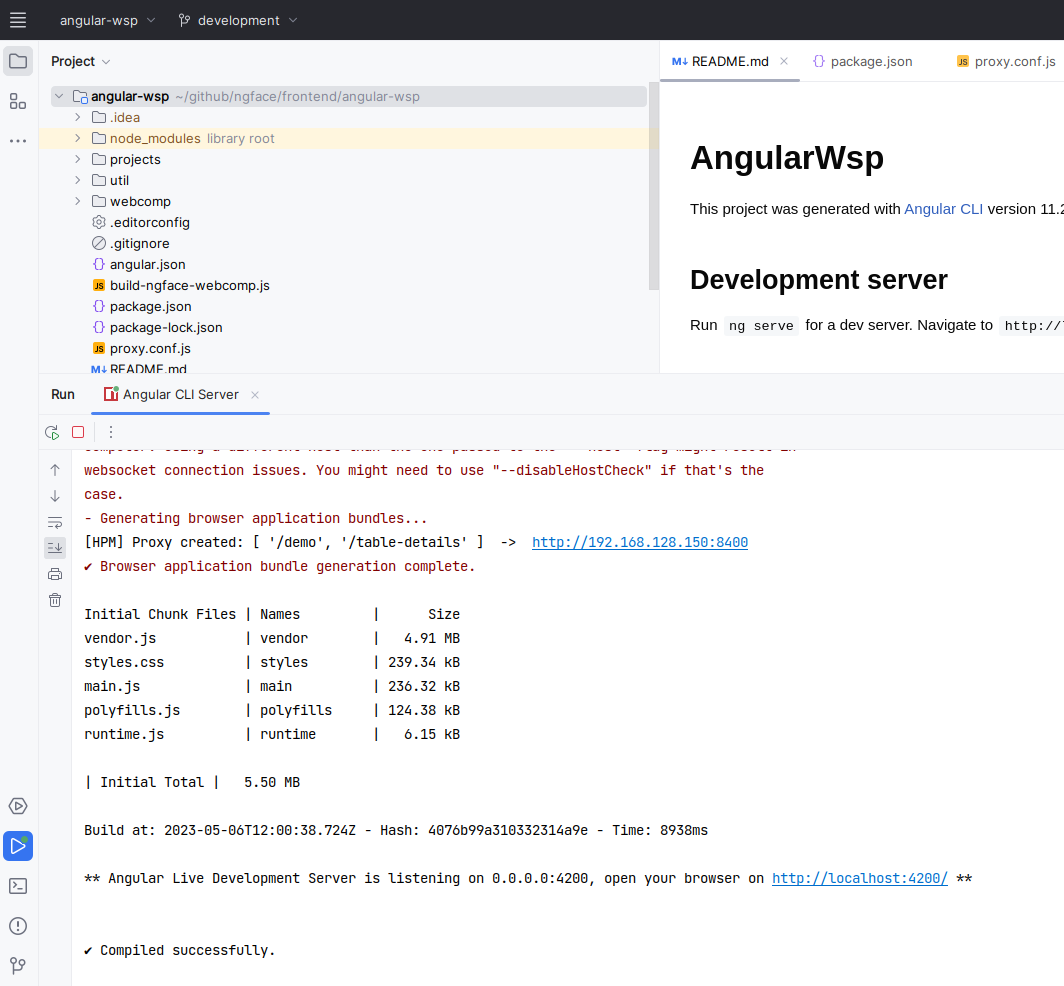 angular-wsp development
Project
README.md package.json proxy.conf.js
angular-wsp ~/github/ngface/frontend/angular-wsp
.idea
node_modules library root
projects
util
webcomp
.editorconfig
.gitignore
angular.json
build-ngface-webcomp.js
package.json
package-lock.json
proxy.conf.js
README.md
AngularWsp
This project was generated with Angular CLI version 11.2
Development server
Run ng serve for a dev server. Navigate to http://
Run Angular CLI Server
websocket connection issues. You might need to use "--disableHostCheck" if that's the
case.
- Generating browser application bundles...
[HPM] Proxy created: [ '/demo', '/table-details' ] -> http://192.168.128.150:8400
✔ Browser application bundle generation complete.
Initial Chunk Files | Names | Size
vendor.js | vendor | 4.91 MB
styles.css | styles | 239.34 kB
main.js | main | 236.32 kB
polyfills.js | polyfills | 124.38 kB
runtime.js | runtime | 6.15 kB
| Initial Total | 5.50 MB
Build at: 2023-05-06T12:00:38.724Z - Hash: 4076b99a310332314a9e - Time: 8938ms
** Angular Live Development Server is listening on 0.0.0.0:4200, open your browser on http://localhost:4200/ **
✔ Compiled successfully.